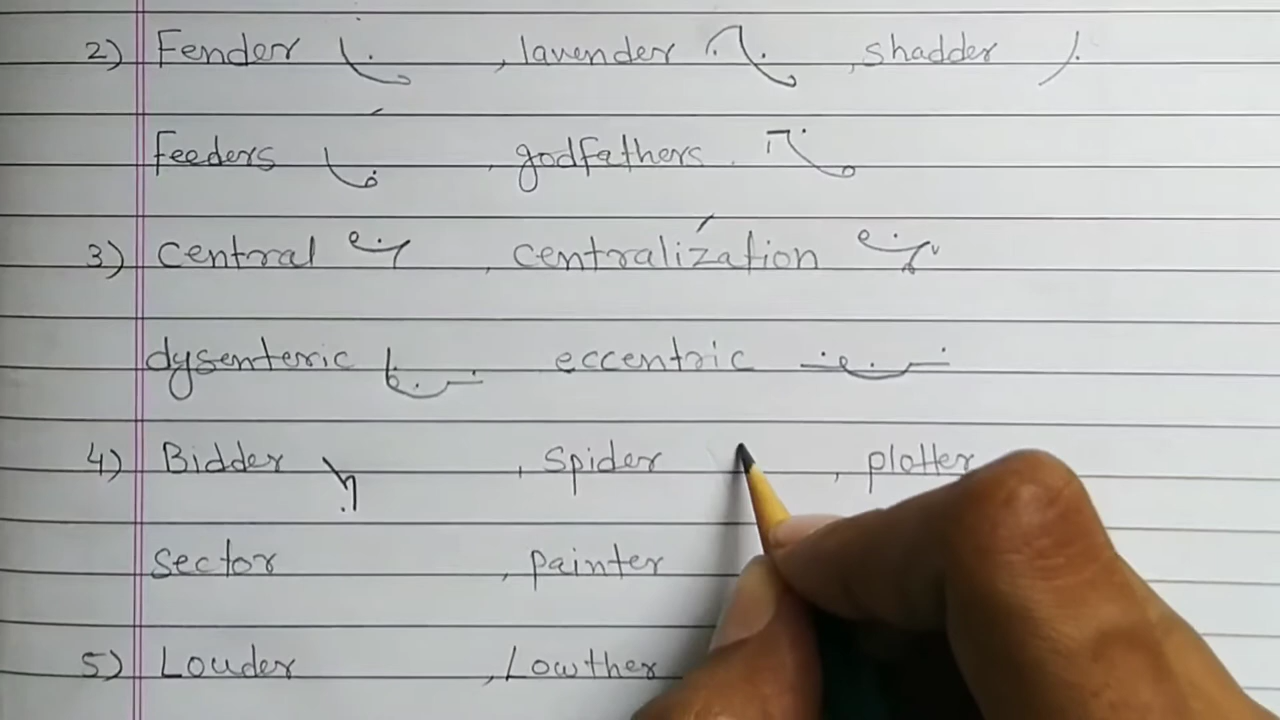 2) Fender , lavender , shadder
Feeders , godfathers .
3) Central , centralization
dysenteric eccentric
4) Bidder , Spider , plotter
Sector , painter
5) Louder , Lowther